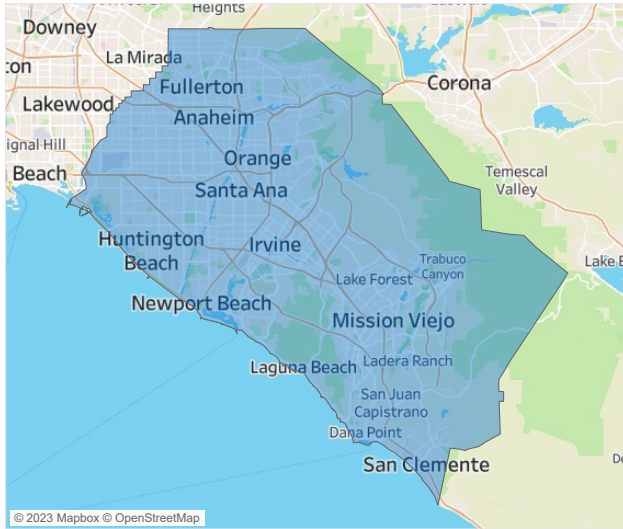 Heights
Downey
La Mirada
ton
Corona
Fullerton
Lakewood
Anaheim
ignal Hill
Orange
Temescal
Valley
Beach
Santa Ana
Huntington
Beach
Irvine
Trabuco
Canyon
Lake E
Lake Forest
Newport Beach
Mission Viejo
Laguna Beach
Ladera Ranch
San Juan
Capistrano
Dana Point
San Clemente
De
© 2023 Mapbox © OpenStreetMap